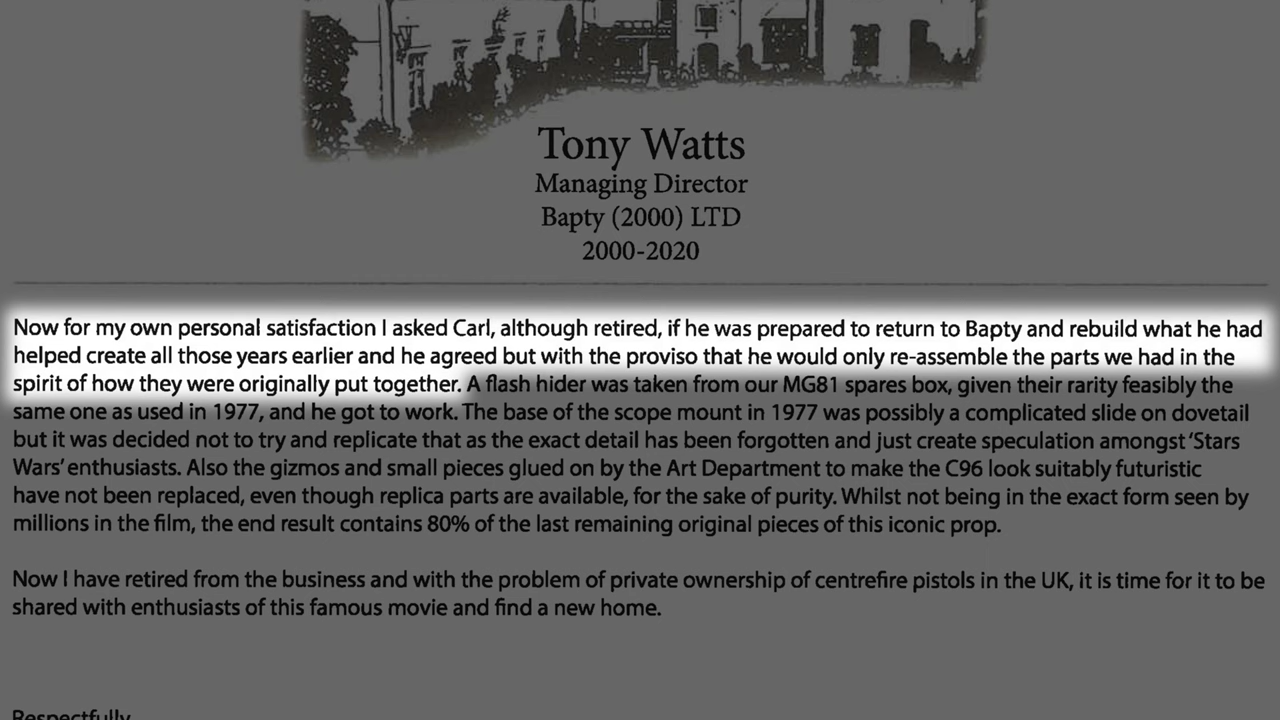 Tony Watts
Managing Director
Bapty (2000) LTD
2000-2020
Now for my own personal satisfaction I asked Carl, although retired, if he was prepared to return to Bapty and rebuild what he had
helped create all those years earlier and he agreed but with the proviso that he would only re-assemble the parts we had in the
spirit of how they were originally put together. A flash hider was taken from our MG81 spares box, given their rarity feasibly the
same one as used in 1977, and he got to work. The base of the scope mount in 1977 was possibly a complicated slide on dovetail
but it was decided not to try and replicate that as the exact detail has been forgotten and just create speculation amongst 'Stars
Wars' enthusiasts. Also the gizmos and small pieces glued on by the Art Department to make the C96 look suitably futuristic
have not been replaced, even though replica parts are available, for the sake of purity. Whilst not being in the exact form seen by
millions in the film, the end result contains 80% of the last remaining original pieces of this iconic prop.
Now I have retired from the business and with the problem of private ownership of centrefire pistols in the UK, it is time for it to be
shared with enthusiasts of this famous movie and find a new home.
Respectfully